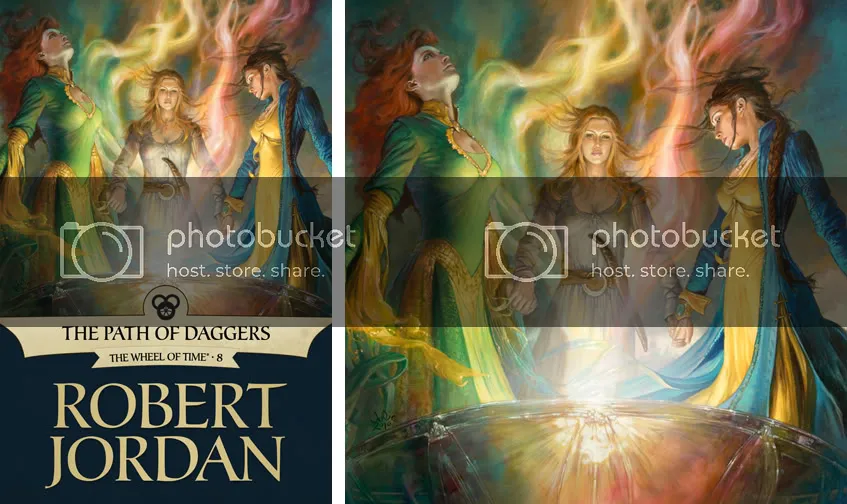 photobucket
host. store. share.
THE PATH OF DAGGERS
THE WHEEL OF TIME® · 8
ROBERT
JORDAN
photobucket
host. store. share.